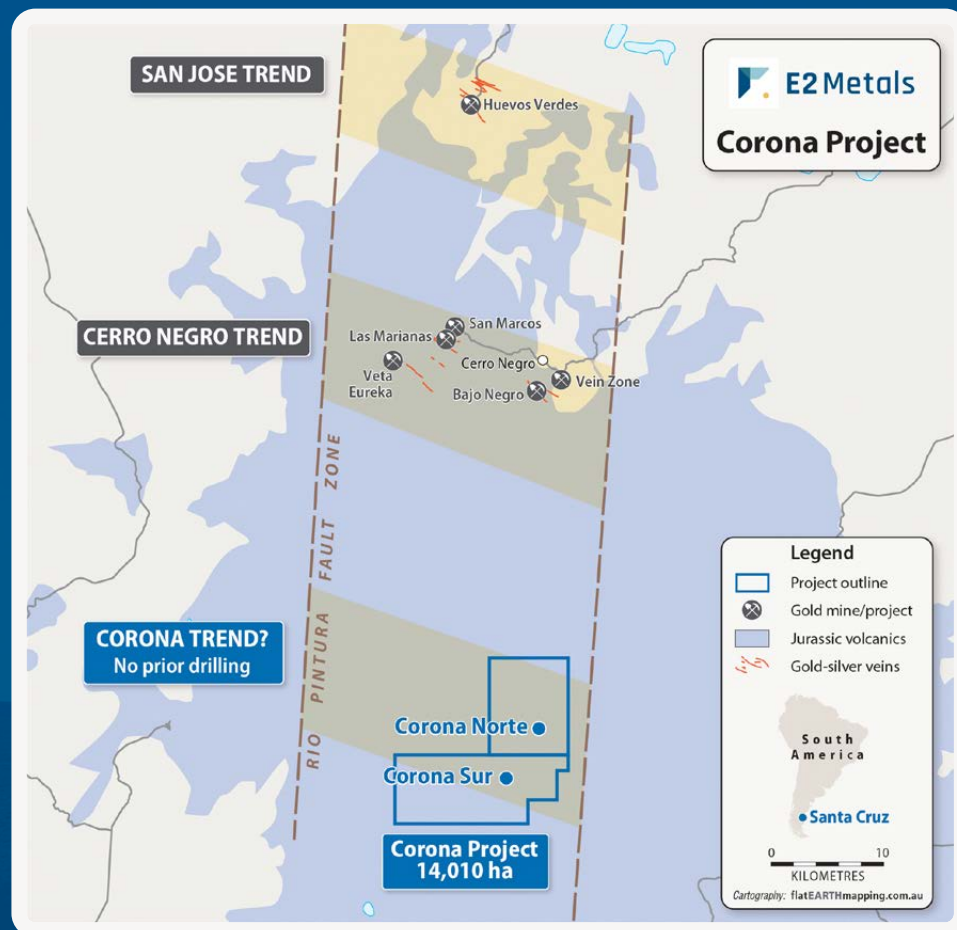 E2 Metals
Corona Project
SAN JOSE TREND
Huevos Verdes
CERRO NEGRO TREND
San Marcos
Las Marianas
Cerro Negro
Veta
Eureka
Vein Zone
Bajo Negro
RIO PINTURA FAULT ZONE
CORONA TREND?
No prior drilling
Corona Norte
Corona Sur
Corona Project
14,010 ha
Legend
Project outline
Gold mine/project
Jurassic volcanics
Gold-silver veins
South
America
Santa Cruz
0 10
KILOMETRES
Cartography: flatEARTHmapping.com.au